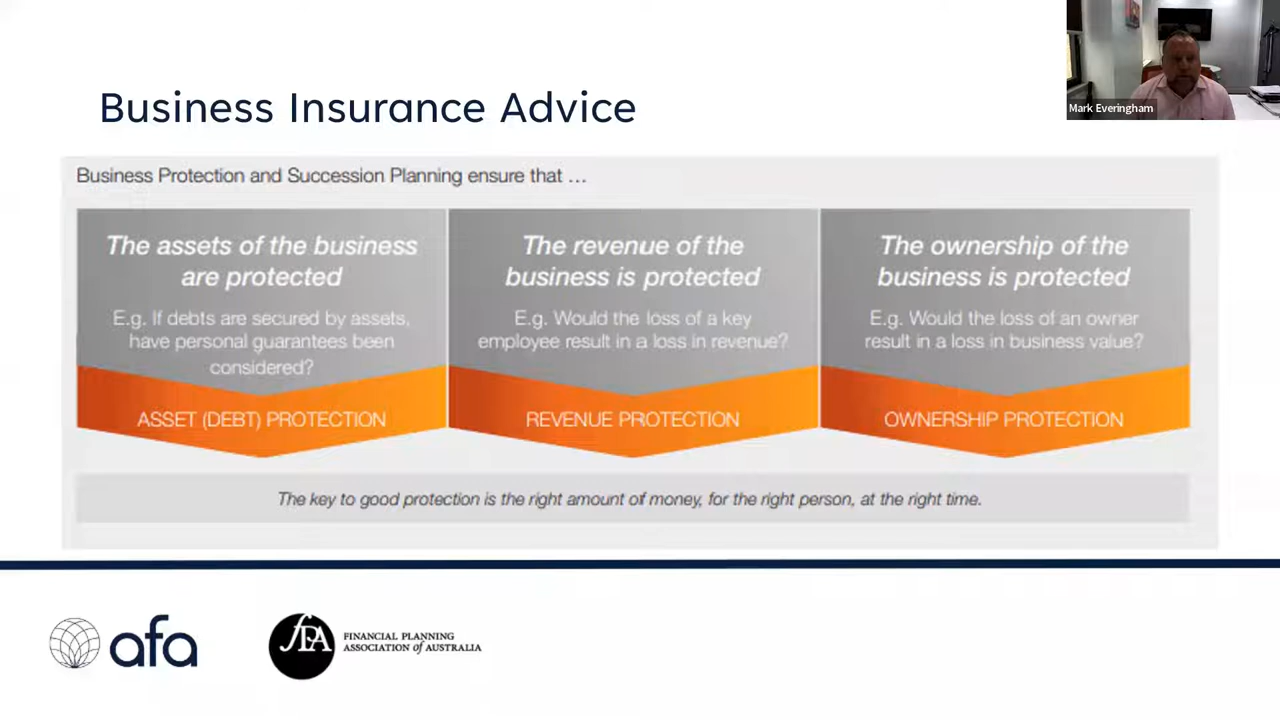 Mark Everingham
Business Insurance Advice
Business Protection and Succession Planning ensure that ...
The assets of the business
are protected
E.g. If debts are secured by assets,
have personal guarantees been
considered?
ASSET (DEBT) PROTECTION
The revenue of the
business is protected
E.g. Would the loss of a key
employee result in a loss in revenue?
REVENUE PROTECTION
The ownership of the
business is protected
E.g. Would the loss of an owner
result in a loss in business value?
OWNERSHIP PROTECTION
The key to good protection is the right amount of money, for the right person, at the right time.
afa
fPA
FINANCIAL PLANNING
ASSOCIATION of AUSTRALIA